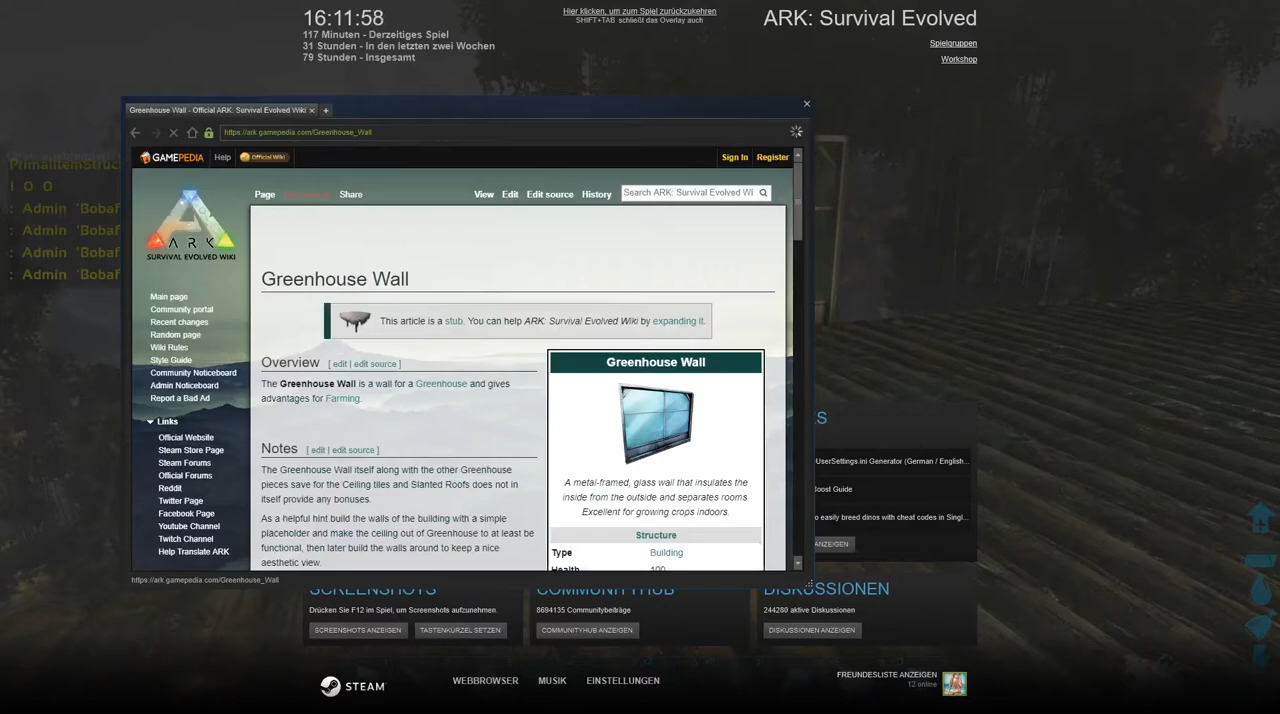 16:11:58
117 Minuten - Derzeitiges Spiel
31 Stunden - In den letzten zwei Wochen
79 Stunden - Insgesamt
Hier klicken, um zum Spiel zurückzukehren
SHIFT+TAB schließt das Overlay auch
ARK: Survival Evolved
Spielgruppen
Workshop
Greenhouse Wall - Official ARK: Survival Evolved Wiki
https://ark.gamepedia.com/Greenhouse_Wall
GAMEPEDIA
Help
Official Wiki
Sign In
Register
Page
Share
View
Edit
Edit source
History
Search ARK: Survival Evolved Wi
PrimalItemStruc
1 0 0
: Admin 'Bobaf
: Admin 'Bobaf
: Admin 'Bobaf
: Admin 'Bobaf
ARK
SURVIVAL EVOLVED WIKI
Main page
Community portal
Recent changes
Random page
Wiki Rules
Style Guide
Community Noticeboard
Admin Noticeboard
Report a Bad Ad
Links
Official Website
Steam Store Page
Steam Forums
Official Forums
Reddit
Twitter Page
Facebook Page
Youtube Channel
Twitch Channel
Help Translate ARK
Greenhouse Wall
This article is a stub. You can help ARK: Survival Evolved Wiki by expanding it.
Overview [ edit | edit source ]
The Greenhouse Wall is a wall for a Greenhouse and gives
advantages for Farming.
Notes [ edit | edit source ]
The Greenhouse Wall itself along with the other Greenhouse
pieces save for the Ceiling tiles and Slanted Roofs does not in
itself provide any bonuses.
As a helpful hint build the walls of the building with a simple
placeholder and make the ceiling out of Greenhouse to at least be
functional, then later build the walls around to keep a nice
aesthetic view.
Greenhouse Wall
A metal-framed, glass wall that insulates the
inside from the outside and separates rooms.
Excellent for growing crops indoors.
Structure
Type Building
Health 100
https://ark.gamepedia.com/Greenhouse_Wall
ES
UserSettings.ini Generator (German / English...
Boost Guide
o easily breed dinos with cheat codes in Singl...
ANZEIGEN
SCREENSHOTS
Drücken Sie F12 im Spiel, um Screenshots aufzunehmen.
SCREENSHOTS ANZEIGEN
TASTENKÜRZEL SETZEN
COMMUNITYHUB
8694135 Communitybeiträge
COMMUNITYHUB ANZEIGEN
DISKUSSIONEN
244280 aktive Diskussionen
DISKUSSIONEN ANZEIGEN
STEAM
WEBBROWSER
MUSIK
EINSTELLUNGEN
FREUNDESLISTE ANZEIGEN
12 online